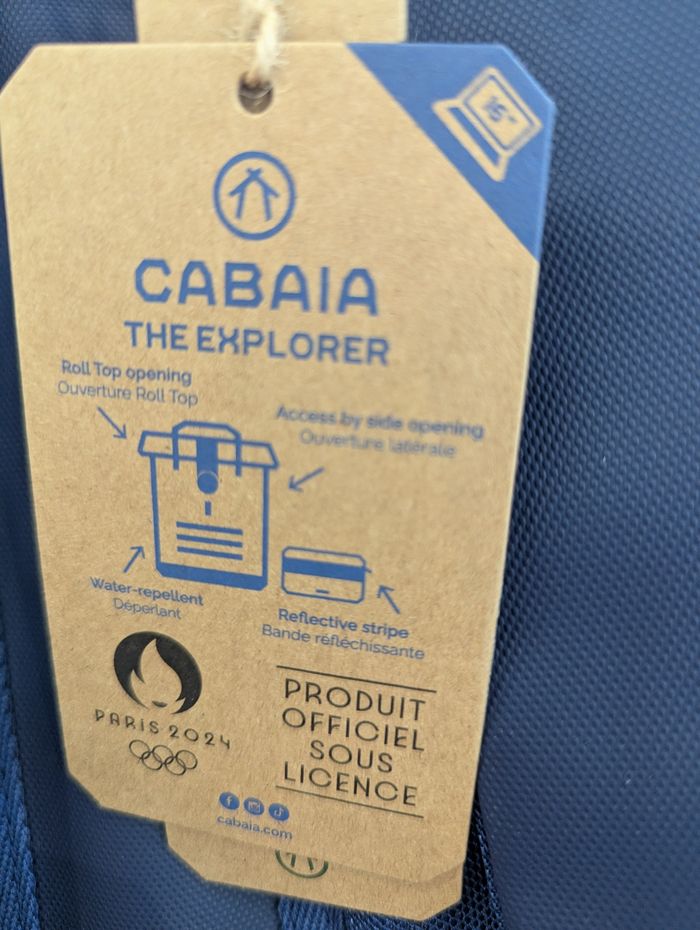 15"
CABAIA
THE EXPLORER
Roll Top opening
Ouverture Roll Top
Access by side opening
Ouverture latérale
Water-repellent
Déperlant
Reflective stripe
Bande réfléchissante
PARIS 2024
PRODUIT
OFFICIEL
SOUS
LICENCE
cabaia.com